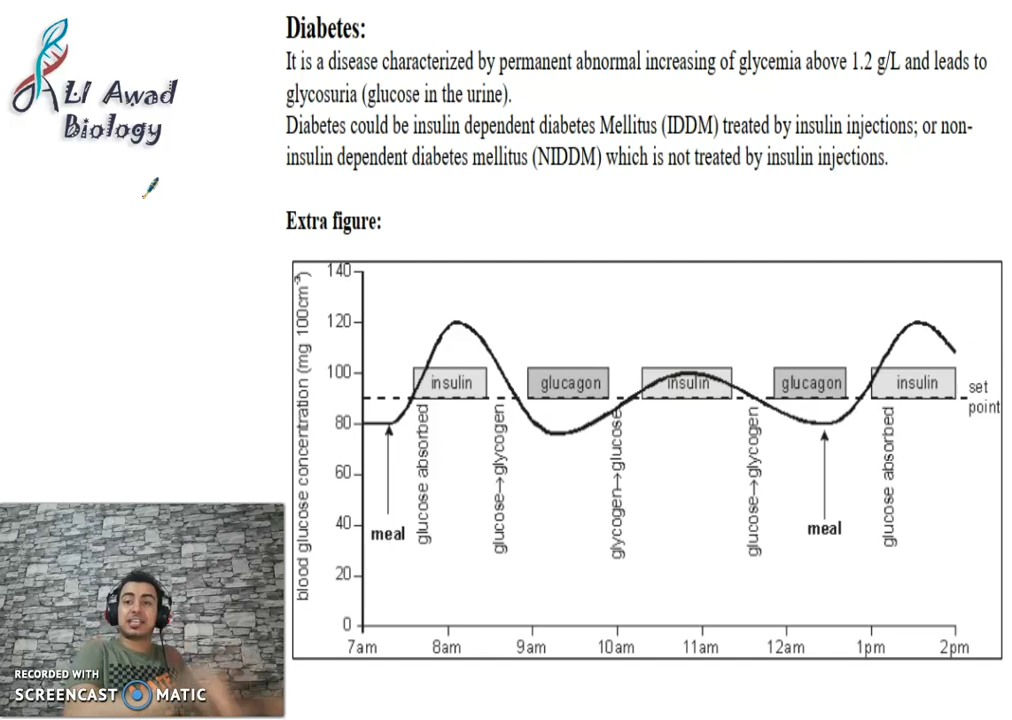 Diabetes:
It is a disease characterized by permanent abnormal increasing of glycemia above 1.2 g/L and leads to
glycosuria (glucose in the urine).
Diabetes could be insulin dependent diabetes Mellitus (IDDM) treated by insulin injections; or non-
insulin dependent diabetes mellitus (NIDDM) which is not treated by insulin injections.
ALI Awad
Biology
Extra figure:
blood glucose concentration (mg 100cm⁻³)
140
120
100
80
60
40
20
0
insulin
glucagon
insulin
glucagon
insulin
set
point
glucose absorbed
glucose→glycogen
glycogen→glucose
glucose→glycogen
glucose absorbed
meal
meal
7am 8am 9am 10am 11am 12am 1pm 2pm
RECORDED WITH
SCREENCAST MATIC